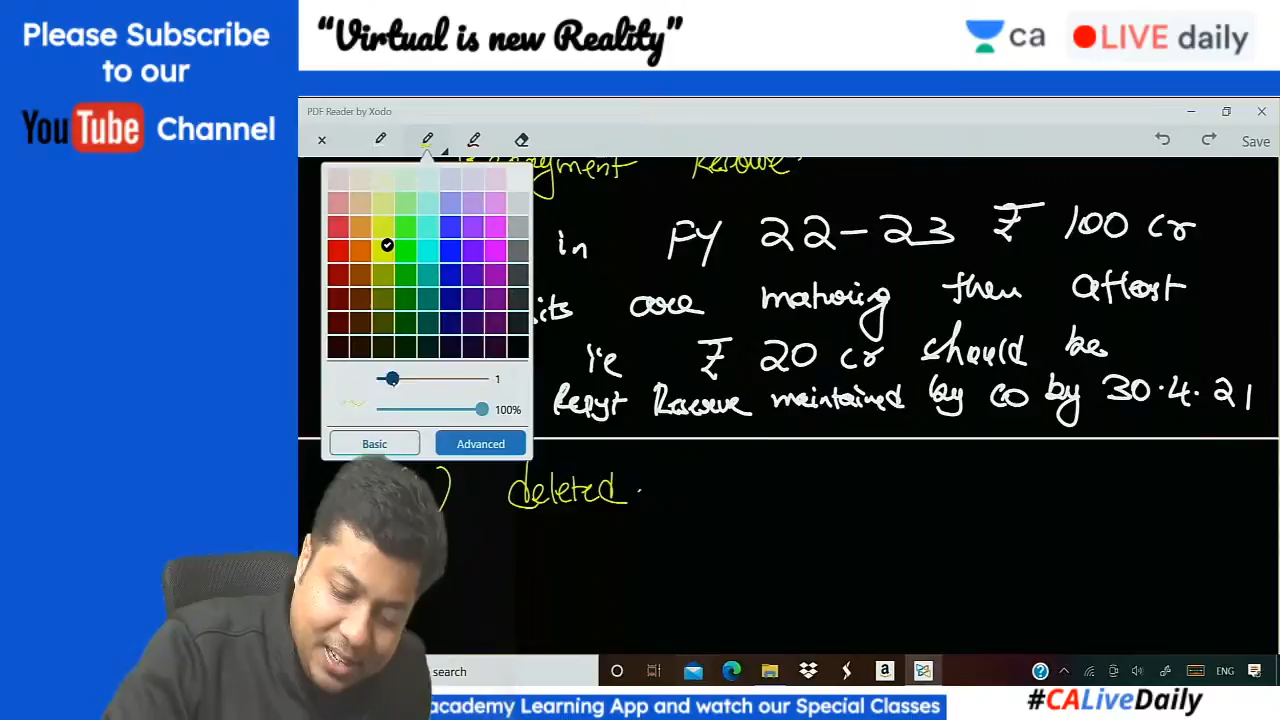 Please Subscribe
to our
YouTube Channel
“Virtual is new Reality”
ca
LIVE daily
PDF Reader by Xodo
Save
Reserve
in FY 22-23 ₹ 100 cr
its are maturing then atleast
ie ₹ 20 cr should be
Repyt Reserve maintained by co by 30.4.21
1
100%
Basic
Advanced
) deleted.
search
ENG
academy Learning App and watch our Special Classes
#CALiveDaily